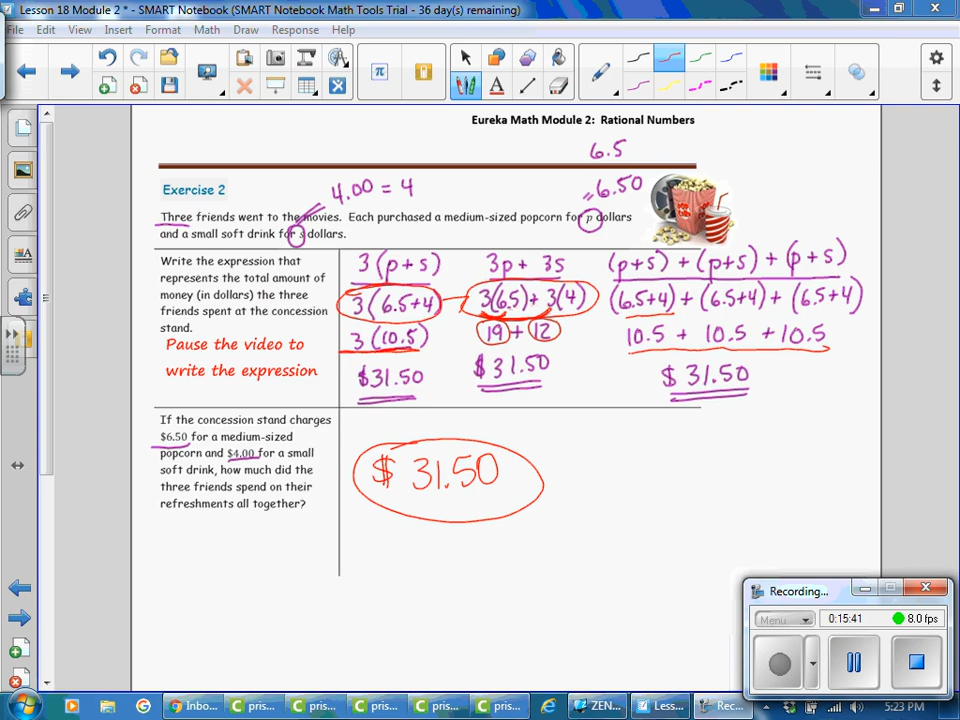 Lesson 18 Module 2 * - SMART Notebook (SMART Notebook Math Tools Trial - 36 day(s) remaining)
File Edit View Insert Format Math Draw Response Help
Eureka Math Module 2: Rational Numbers
6.5
Exercise 2
4.00 = 4
=6.50
Three friends went to the movies. Each purchased a medium-sized popcorn for p dollars
and a small soft drink for s dollars.
Write the expression that
represents the total amount of
money (in dollars) the three
friends spent at the concession
stand.
Pause the video to
write the expression
3(p+s)
3(6.5+4)
3(10.5)
$31.50
3p + 3s
3(6.5)+3(4)
19 + 12
$31.50
(p+s) + (p+s) + (p+s)
(6.5+4) + (6.5+4) + (6.5+4)
10.5 + 10.5 + 10.5
$31.50
If the concession stand charges
$6.50 for a medium-sized
popcorn and $4.00 for a small
soft drink, how much did the
three friends spend on their
refreshments all together?
$31.50
Recording...
Menu 0:15:41 8.0 fps
Inbo... pris... pris... pris... pris... ZEN... Lesson... Rec... 5:23 PM